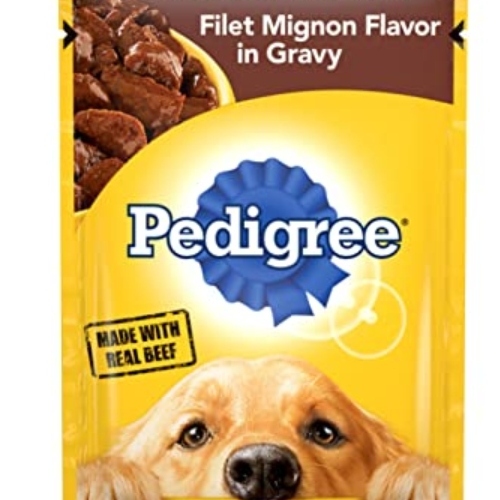 Filet Mignon Flavor
in Gravy
Pedigree®
MADE WITH
REAL BEEF